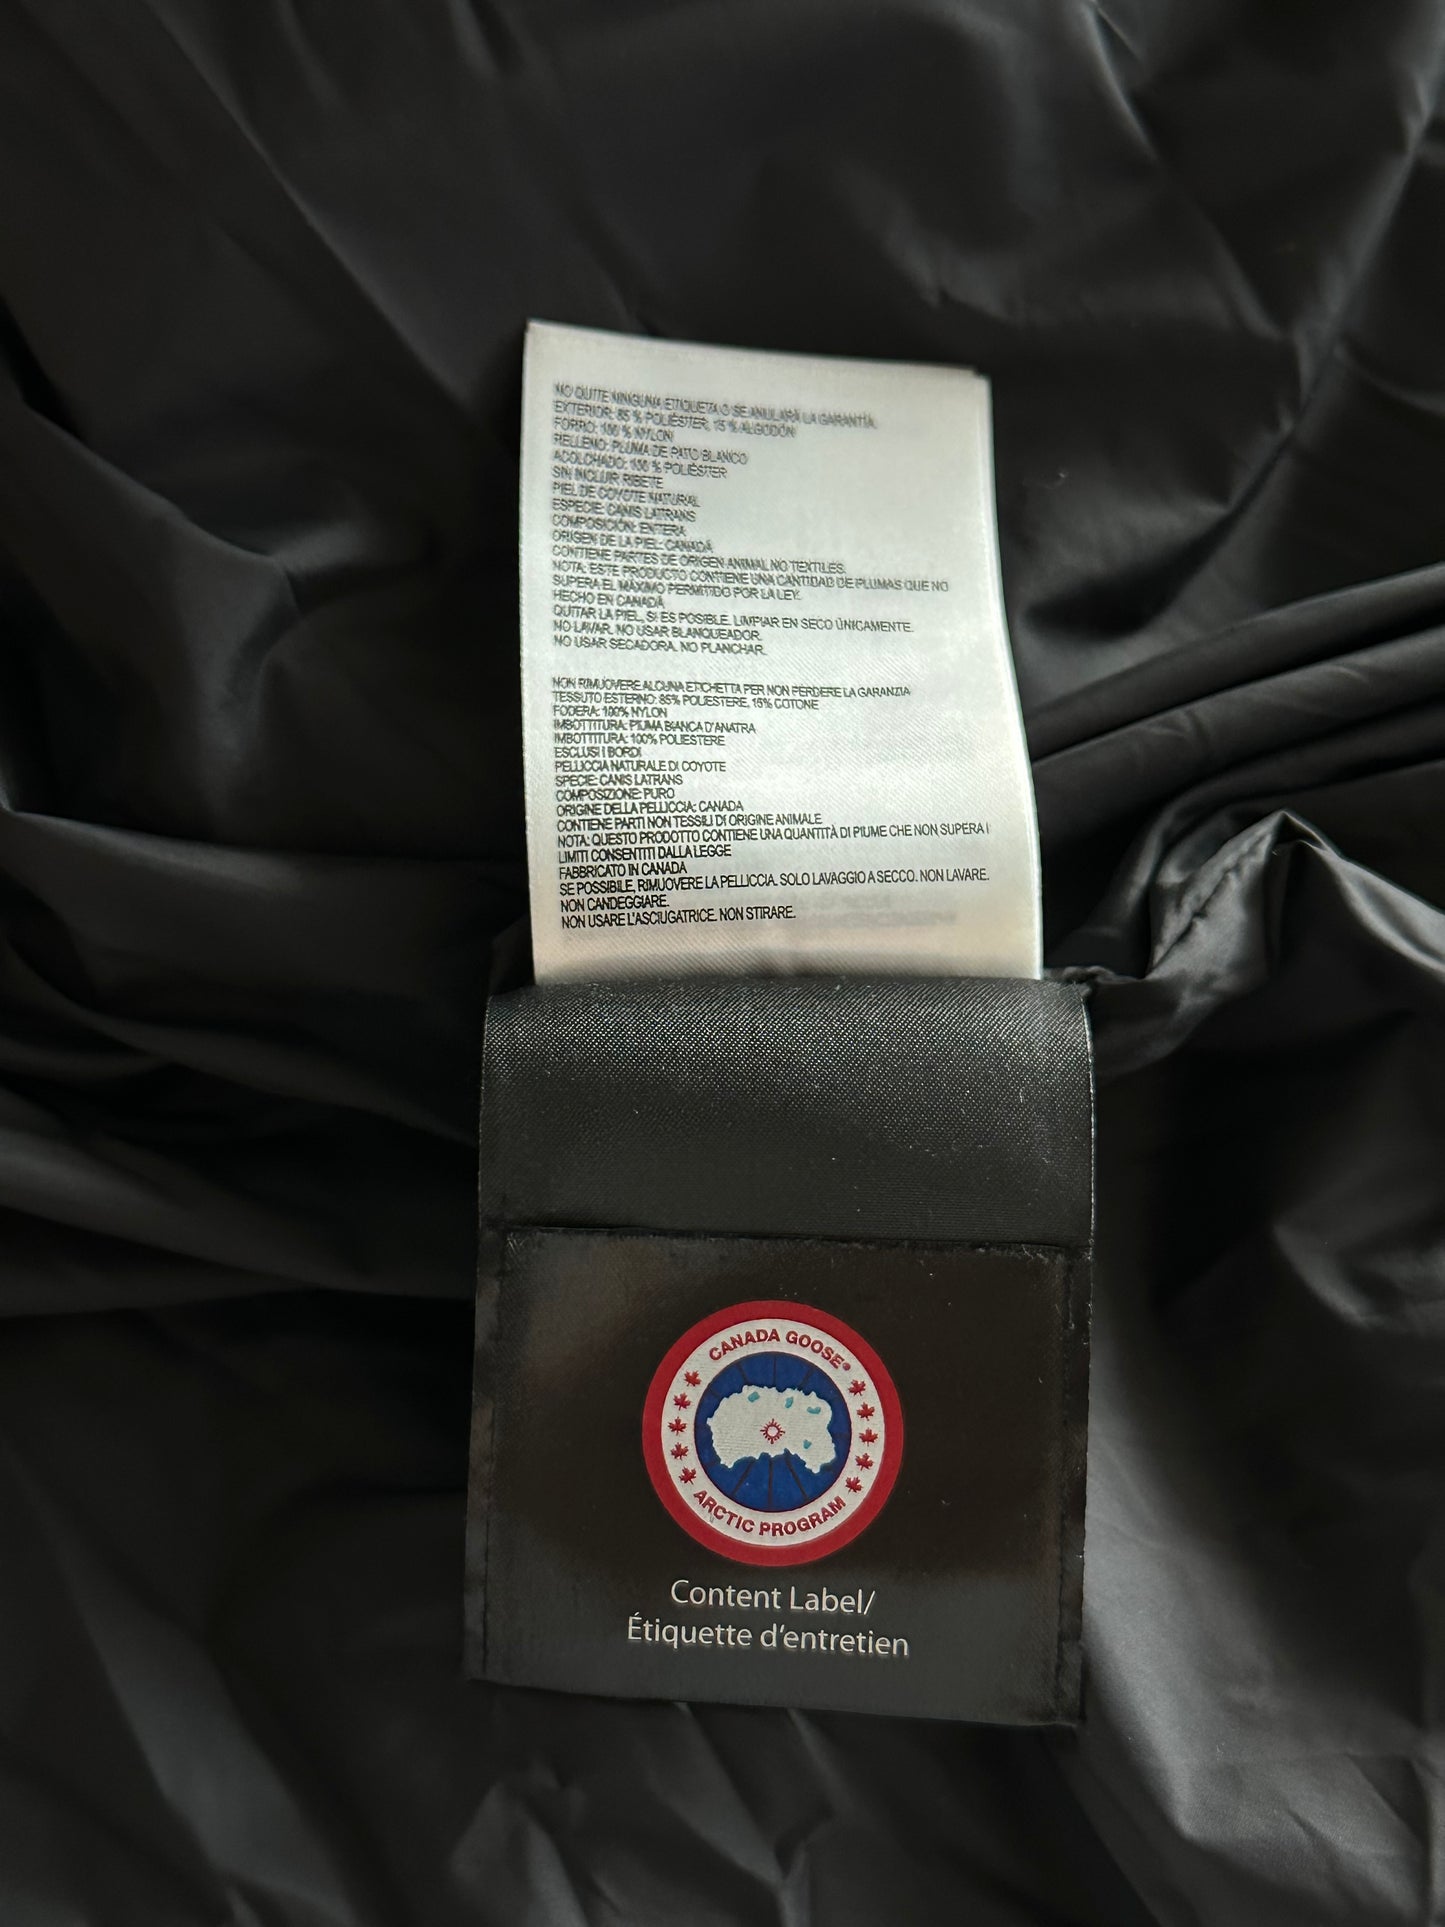 NO QUITE NINGUNA ETIQUETA O SE ANULARÁ LA GARANTÍA.
EXTERIOR: 85 % POLIÉSTER, 15 % ALGODÓN
FORRO: 100 % NYLON
RELLENO: PLUMA DE PATO BLANCO
ACOLCHADO: 100 % POLIÉSTER
SIN INCLUIR RIBETE
PIEL DE COYOTE NATURAL
ESPECIE: CANIS LATRANS
COMPOSICIÓN: ENTERA
ORIGEN DE LA PIEL: CANADÁ
CONTIENE PARTES DE ORIGEN ANIMAL NO TEXTILES.
NOTA: ESTE PRODUCTO CONTIENE UNA CANTIDAD DE PLUMAS QUE NO
SUPERA EL MÁXIMO PERMITIDO POR LA LEY.
HECHO EN CANADÁ
QUITAR LA PIEL, SI ES POSIBLE. LIMPIAR EN SECO ÚNICAMENTE.
NO LAVAR. NO USAR BLANQUEADOR.
NO USAR SECADORA. NO PLANCHAR.
NON RIMUOVERE ALCUNA ETICHETTA PER NON PERDERE LA GARANZIA
TESSUTO ESTERNO: 85% POLIESTERE, 15% COTONE
FODERA: 100% NYLON
IMBOTTITURA: PIUMA BIANCA D'ANATRA
IMBOTTITURA: 100% POLIESTERE
ESCLUSI I BORDI
PELLICCIA NATURALE DI COYOTE
SPECIE: CANIS LATRANS
COMPOSIZIONE: PURO
ORIGINE DELLA PELLICCIA: CANADA
CONTIENE PARTI NON TESSILI DI ORIGINE ANIMALE
NOTA: QUESTO PRODOTTO CONTIENE UNA QUANTITÀ DI PIUME CHE NON SUPERA I
LIMITI CONSENTITI DALLA LEGGE
FABBRICATO IN CANADA
SE POSSIBILE, RIMUOVERE LA PELLICCIA. SOLO LAVAGGIO A SECCO. NON LAVARE.
NON CANDEGGIARE.
NON USARE L'ASCIUGATRICE. NON STIRARE.
CANADA GOOSE®
ARCTIC PROGRAM
Content Label/
Étiquette d'entretien